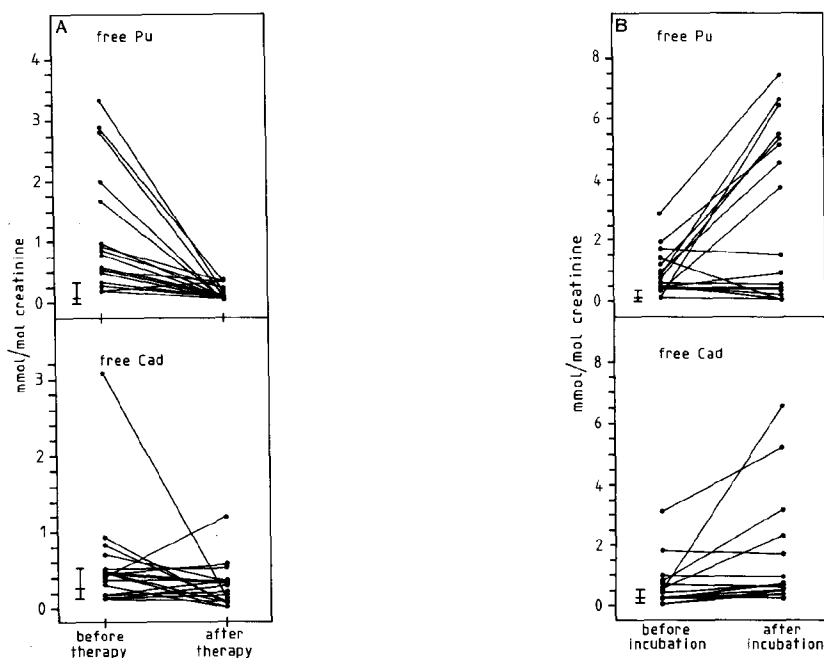 A
free Pu
4
3
2
1
0
mmol/mol creatinine
free Cad
3
2
1
0
before therapy
after therapy
B
free Pu
8
6
4
2
0
mmol/mol creatinine
free Cad
8
6
4
2
0
before incubation
after incubation